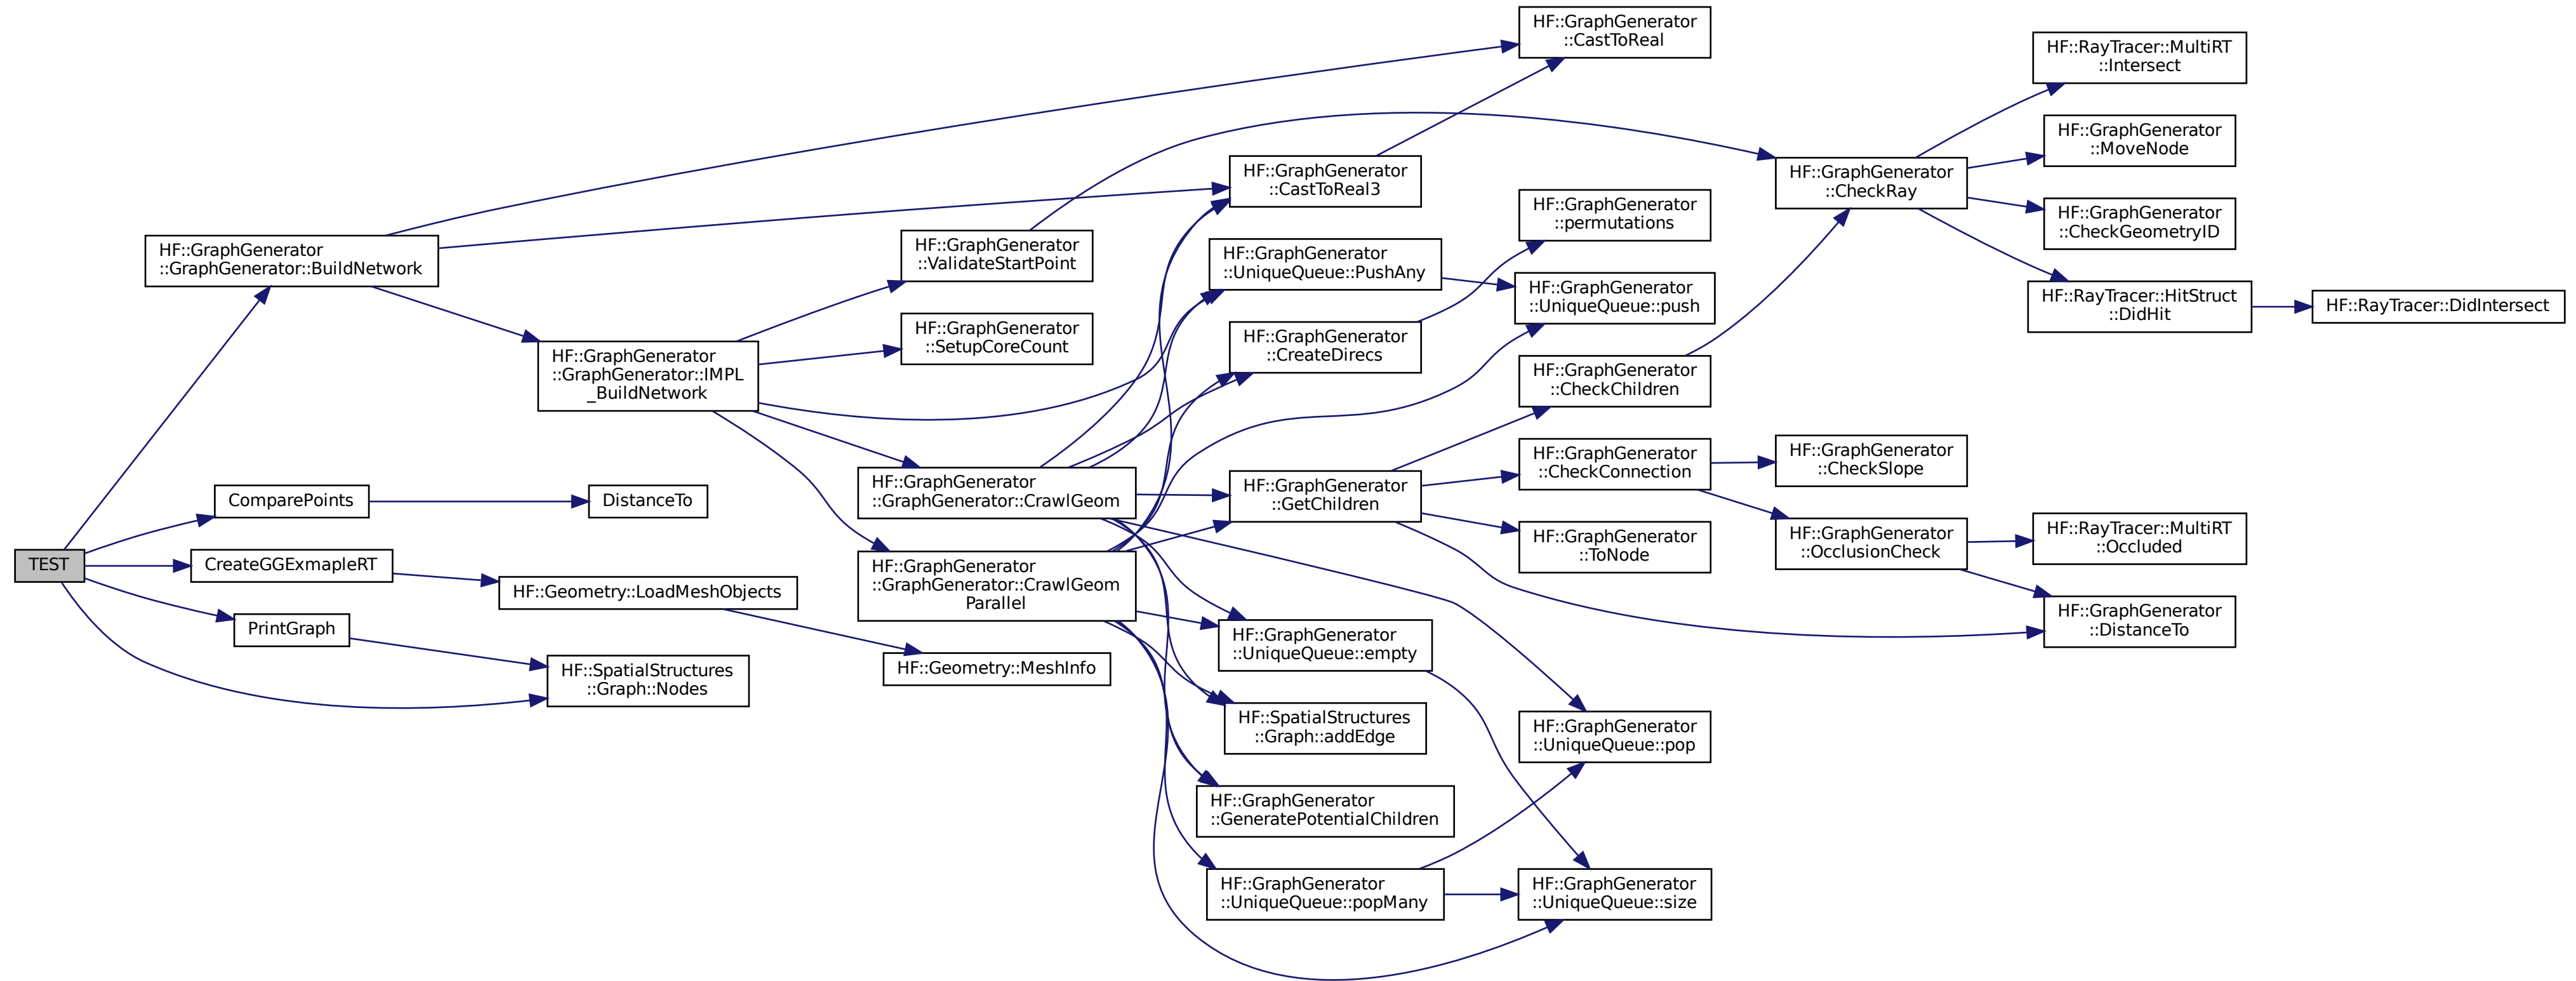 TEST
HF::GraphGenerator
::GraphGenerator::BuildNetwork
ComparePoints
CreateGGExmapleRT
PrintGraph
HF::GraphGenerator
::GraphGenerator::IMPL
_BuildNetwork
DistanceTo
HF::Geometry::LoadMeshObjects
HF::SpatialStructures
::Graph::Nodes
HF::GraphGenerator
::ValidateStartPoint
HF::GraphGenerator
::SetupCoreCount
HF::GraphGenerator
::GraphGenerator::CrawlGeom
HF::GraphGenerator
::GraphGenerator::CrawlGeom
Parallel
HF::Geometry::MeshInfo
HF::GraphGenerator
::CastToReal3
HF::GraphGenerator
::UniqueQueue::PushAny
HF::GraphGenerator
::CreateDirecs
HF::GraphGenerator
::GetChildren
HF::GraphGenerator
::UniqueQueue::empty
HF::SpatialStructures
::Graph::addEdge
HF::GraphGenerator
::GeneratePotentialChildren
HF::GraphGenerator
::UniqueQueue::popMany
HF::GraphGenerator
::CastToReal
HF::GraphGenerator
::permutations
HF::GraphGenerator
::UniqueQueue::push
HF::GraphGenerator
::CheckChildren
HF::GraphGenerator
::CheckConnection
HF::GraphGenerator
::ToNode
HF::GraphGenerator
::UniqueQueue::pop
HF::GraphGenerator
::UniqueQueue::size
HF::GraphGenerator
::CheckRay
HF::GraphGenerator
::CheckSlope
HF::GraphGenerator
::OcclusionCheck
HF::RayTracer::MultiRT
::Intersect
HF::GraphGenerator
::MoveNode
HF::GraphGenerator
::CheckGeometryID
HF::RayTracer::HitStruct
::DidHit
HF::RayTracer::MultiRT
::Occluded
HF::GraphGenerator
::DistanceTo
HF::RayTracer::DidIntersect